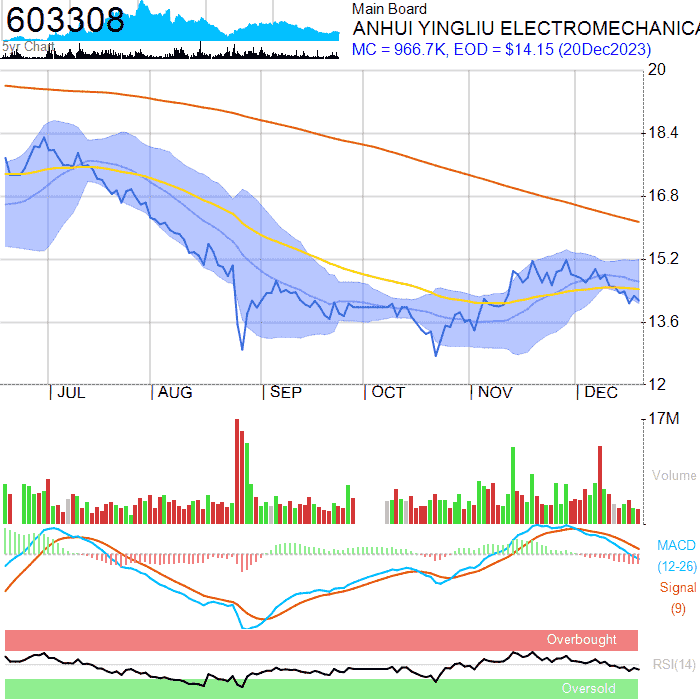 603308
5yr Chart
Main Board
ANHUI YINGLIU ELECTROMECHANICA
MC = 966.7K, EOD = $14.15 (20Dec2023)
20
18.4
16.8
15.2
13.6
12
JUL AUG SEP OCT NOV DEC
17M
Volume
MACD
(12-26)
Signal
(9)
Overbought
RSI(14)
Oversold